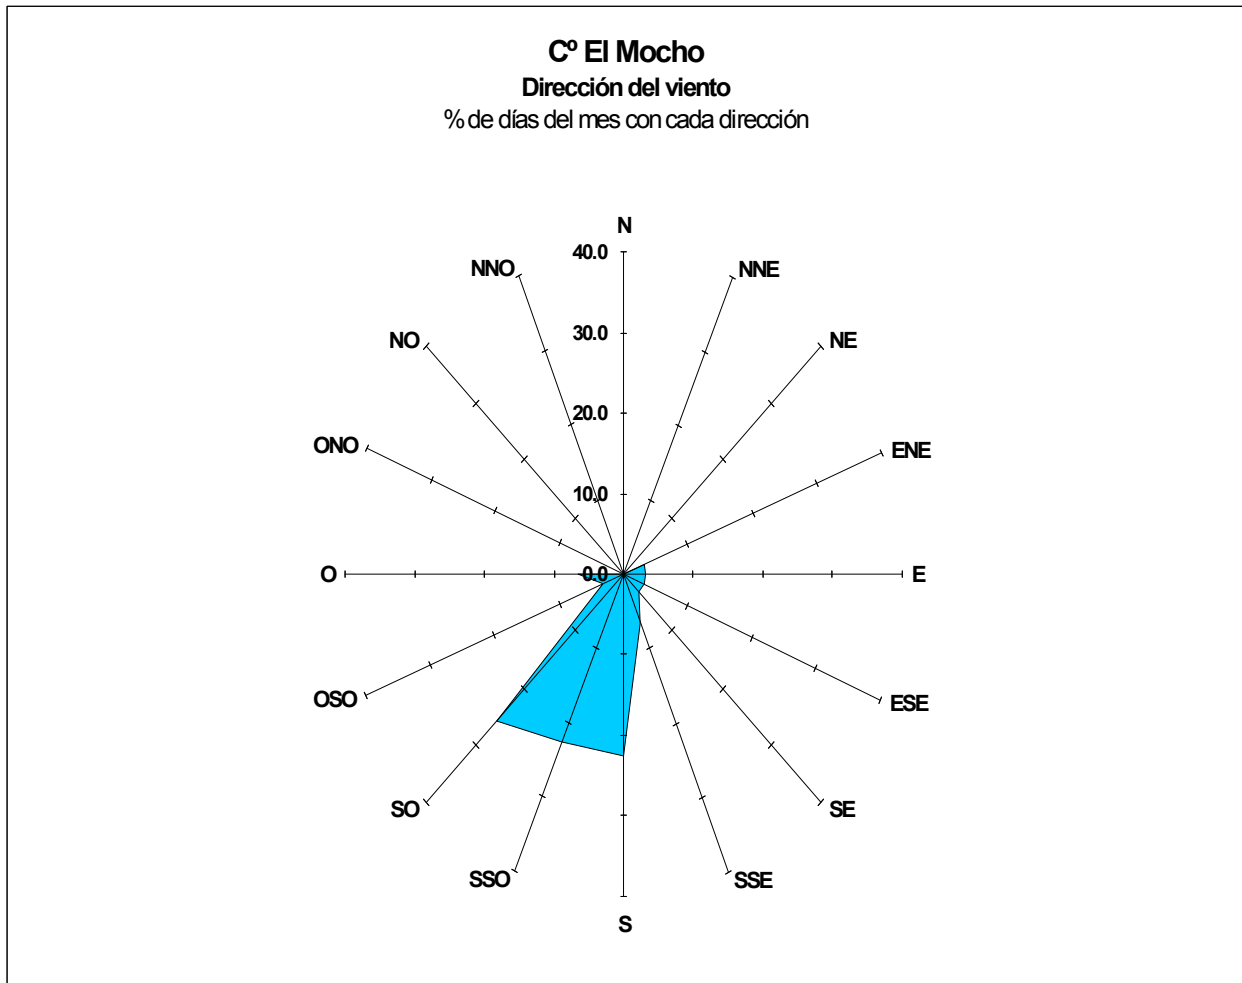 Cº El Mocho
Dirección del viento
% de días del mes con cada dirección
N
40.0
NNO
NNE
30.0
NO
NE
20.0
ONO
ENE
10.0
O
0.0
E
OSO
ESE
SO
SE
SSO
SSE
S